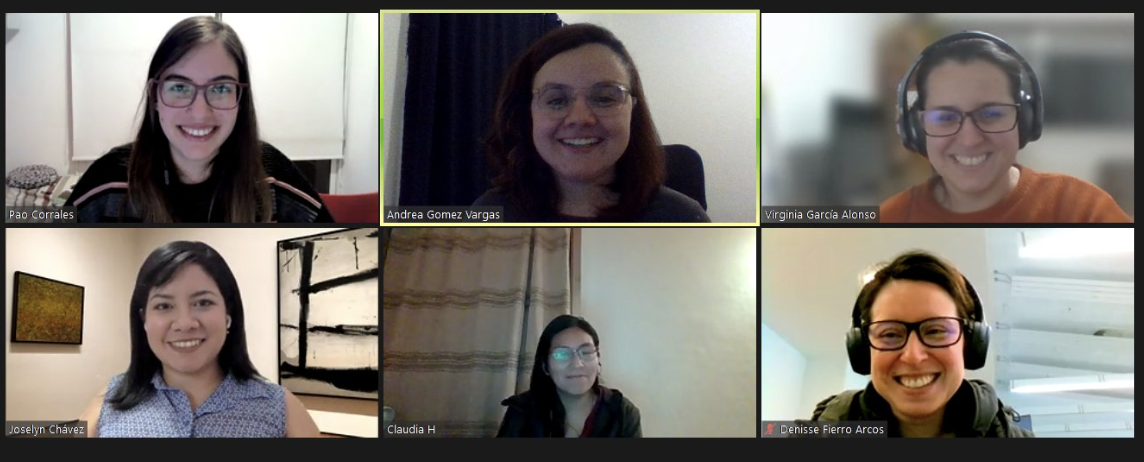 Pao Corrales
Andrea Gomez Vargas
Virginia García Alonso
Joselyn Chávez
Claudia H
Denisse Fierro Arcos